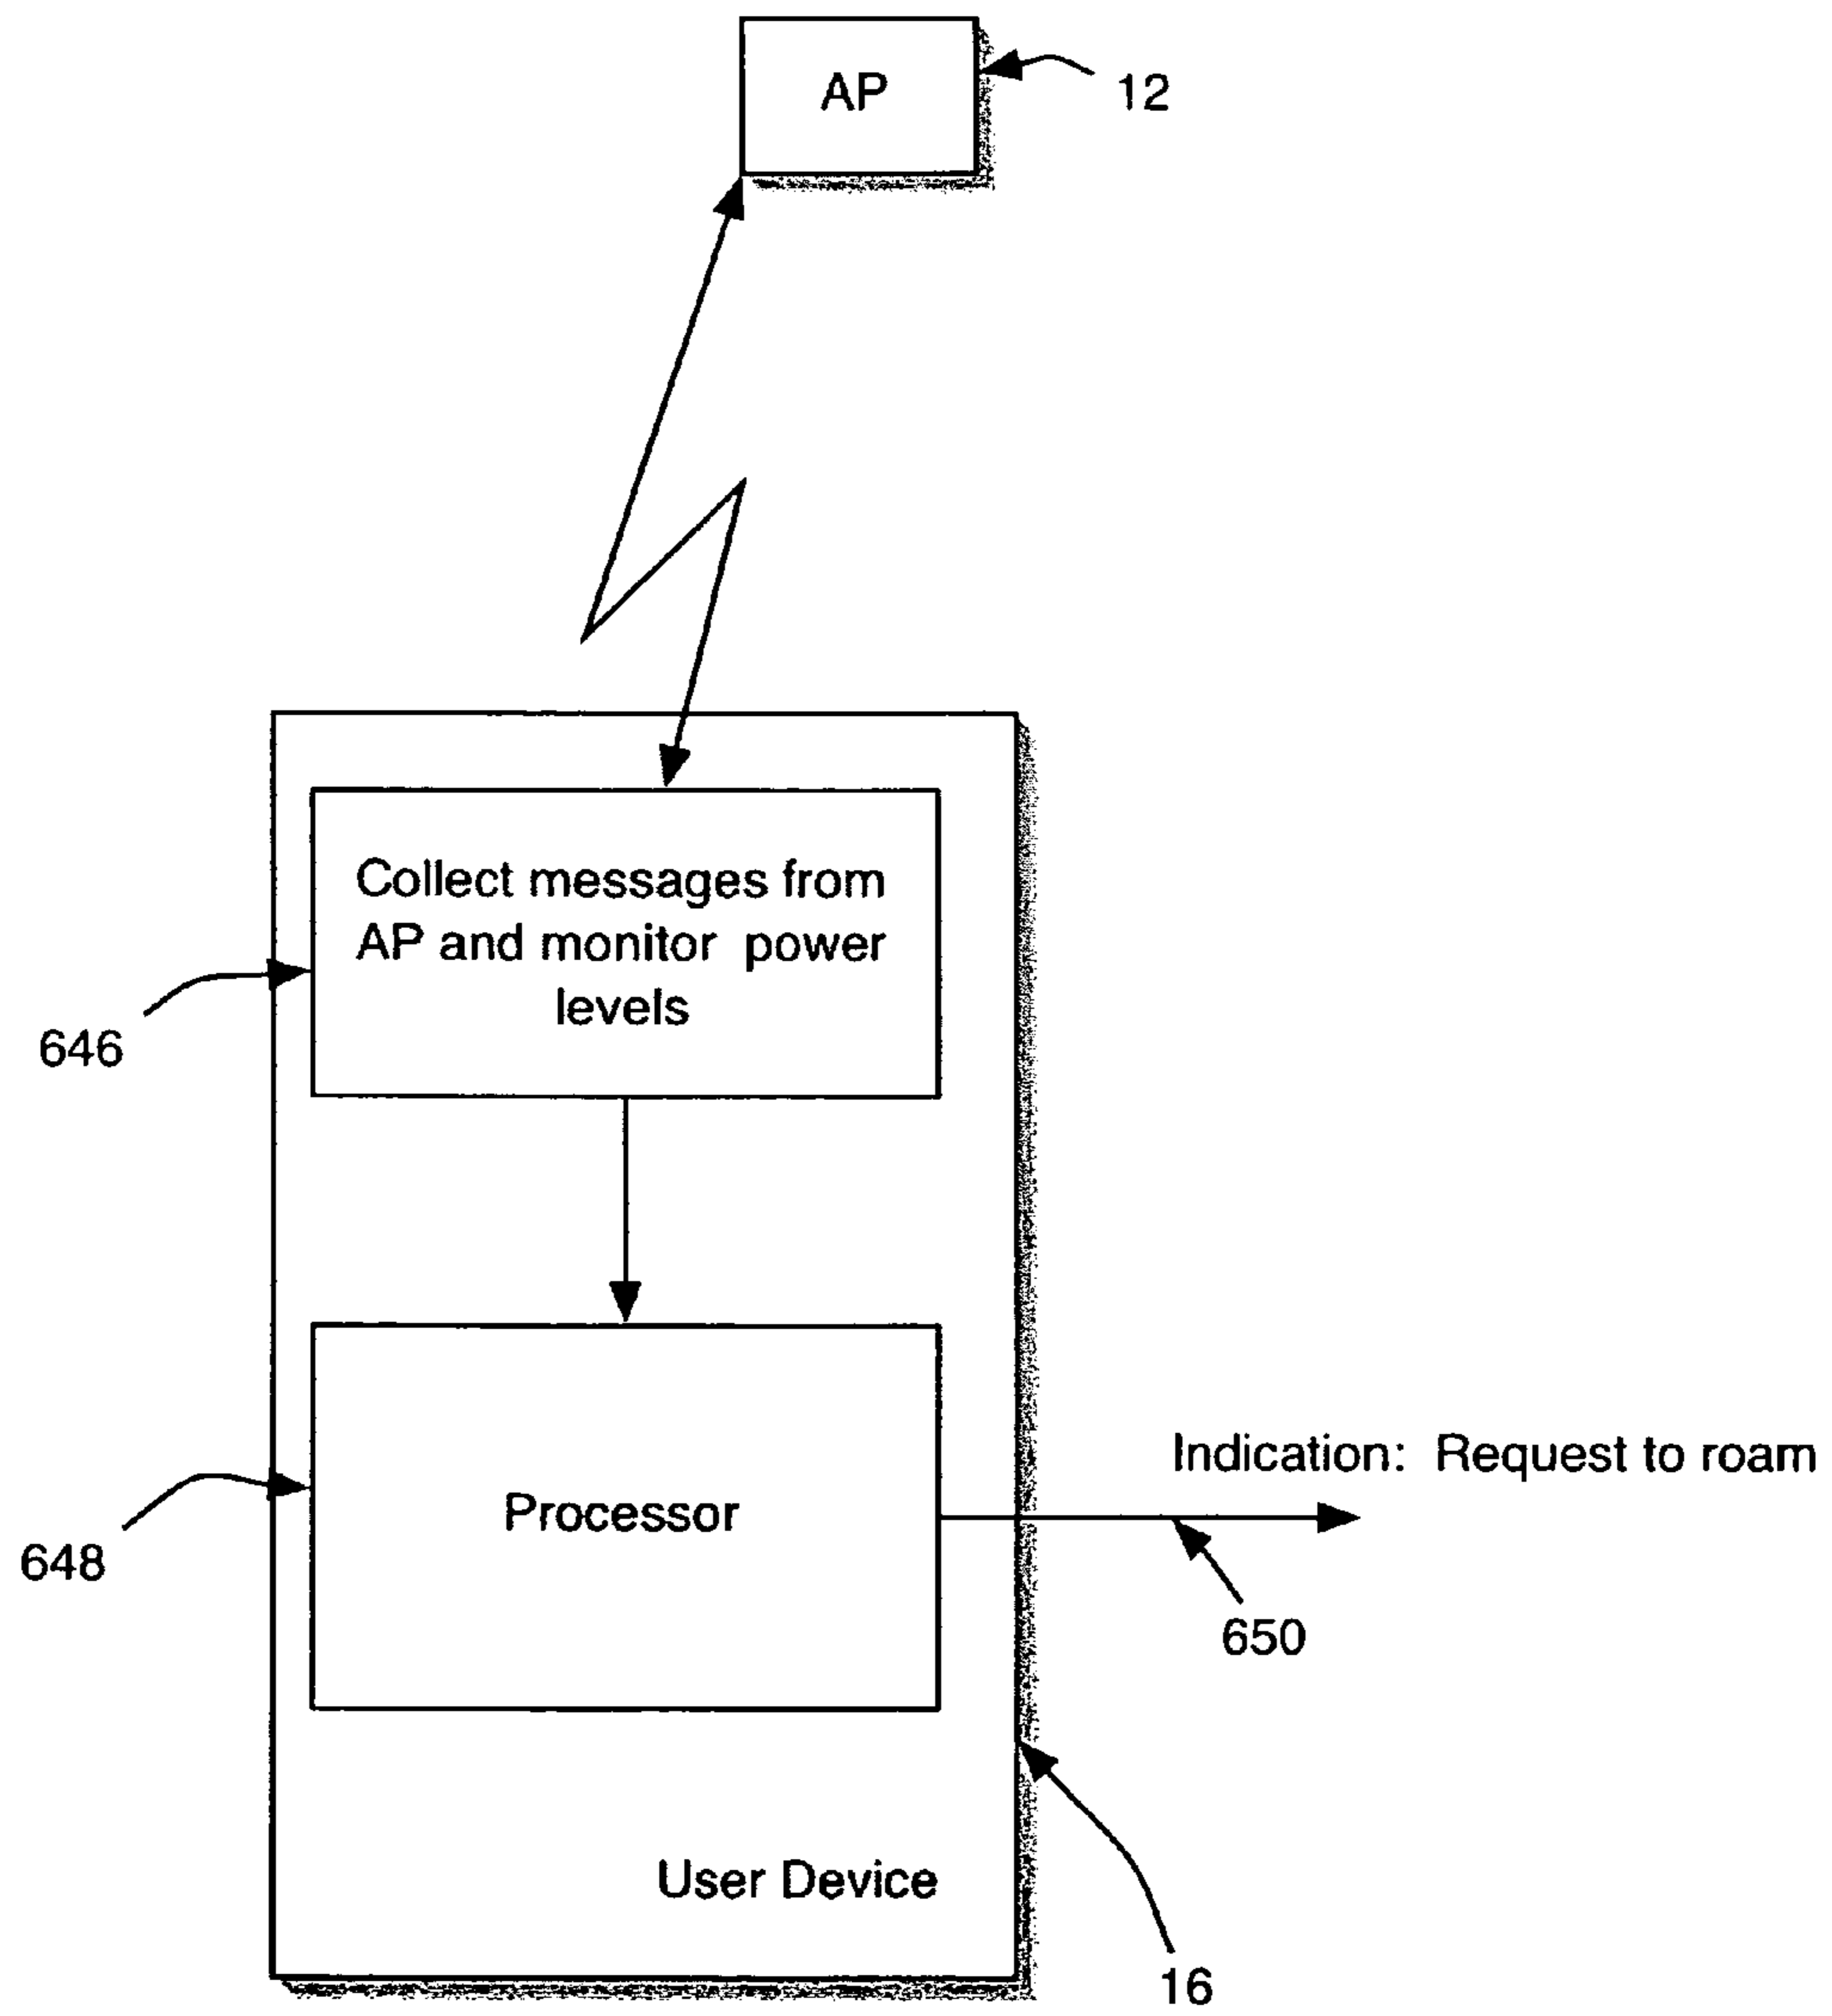 AP
12
Collect messages from
AP and monitor power
levels
646
Indication: Request to roam
Processor
648
650
User Device
16